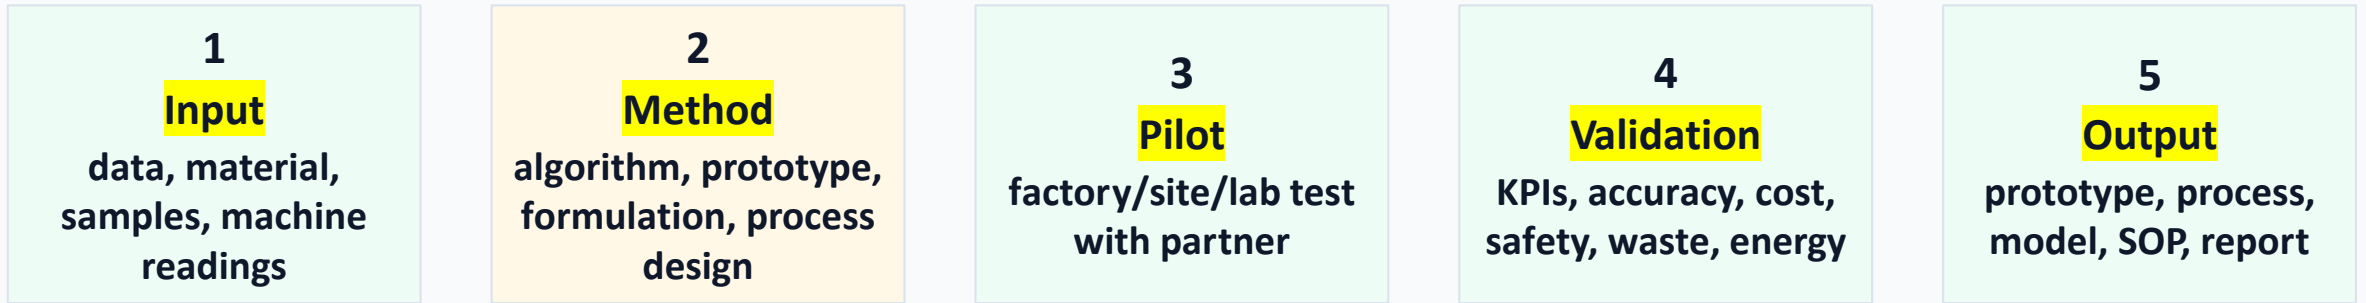 1
Input
data, material,
samples, machine
readings
2
Method
algorithm, prototype,
formulation, process
design
3
Pilot
factory/site/lab test
with partner
4
Validation
KPIs, accuracy, cost,
safety, waste, energy
5
Output
prototype, process,
model, SOP, report